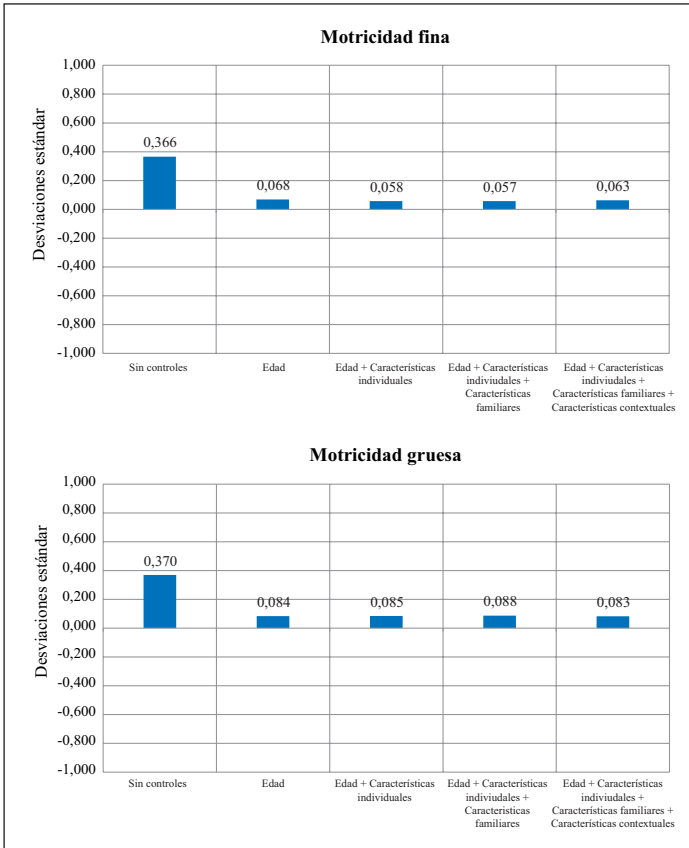 Motricidad fina
Desviaciones estándar
1,000
0,800
0,600
0,400
0,200
0,000
-0,200
-0,400
-0,600
-0,800
-1,000
0,366
0,068
0,058
0,057
0,063
Sin controles
Edad
Edad + Características
individuales
Edad + Características
indiviudales +
Características
familiares
Edad + Características
indiviudales +
Características familiares +
Características contextuales
Motricidad gruesa
Desviaciones estándar
1,000
0,800
0,600
0,400
0,200
0,000
-0,200
-0,400
-0,600
-0,800
-1,000
0,370
0,084
0,085
0,088
0,083
Sin controles
Edad
Edad + Características
individuales
Edad + Características
indiviudales +
Caracteristicas
familiares
Edad + Características
indiviudales +
Características familiares +
Características contextuales